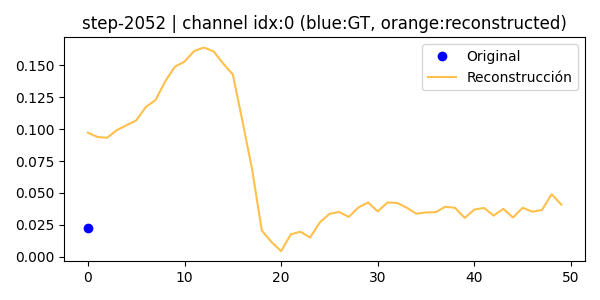 step-2052 | channel idx:0 (blue:GT, orange:reconstructed)
Original
Reconstrucción
0.150
0.125
0.100
0.075
0.050
0.025
0.000
0 10 20 30 40 50